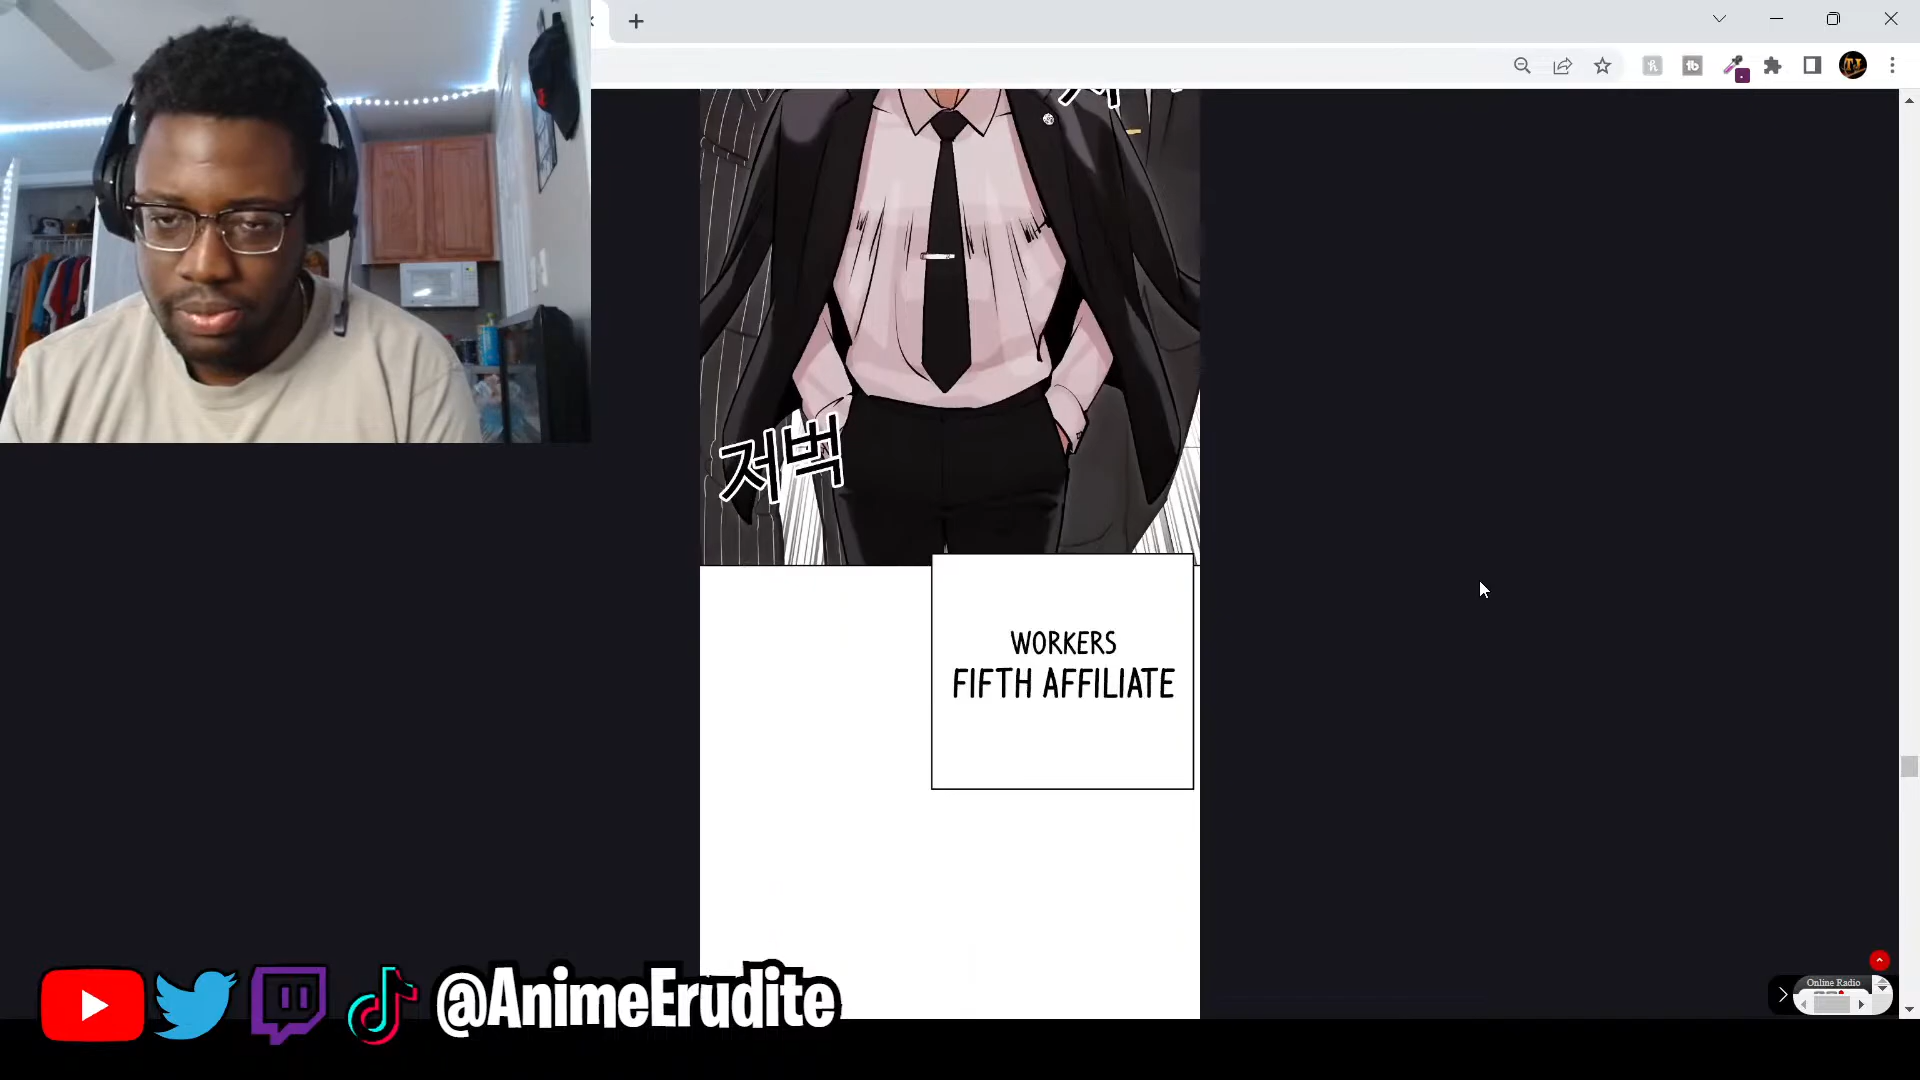 저벅
WORKERS
FIFTH AFFILIATE
Online Radio
@AnimeErudite